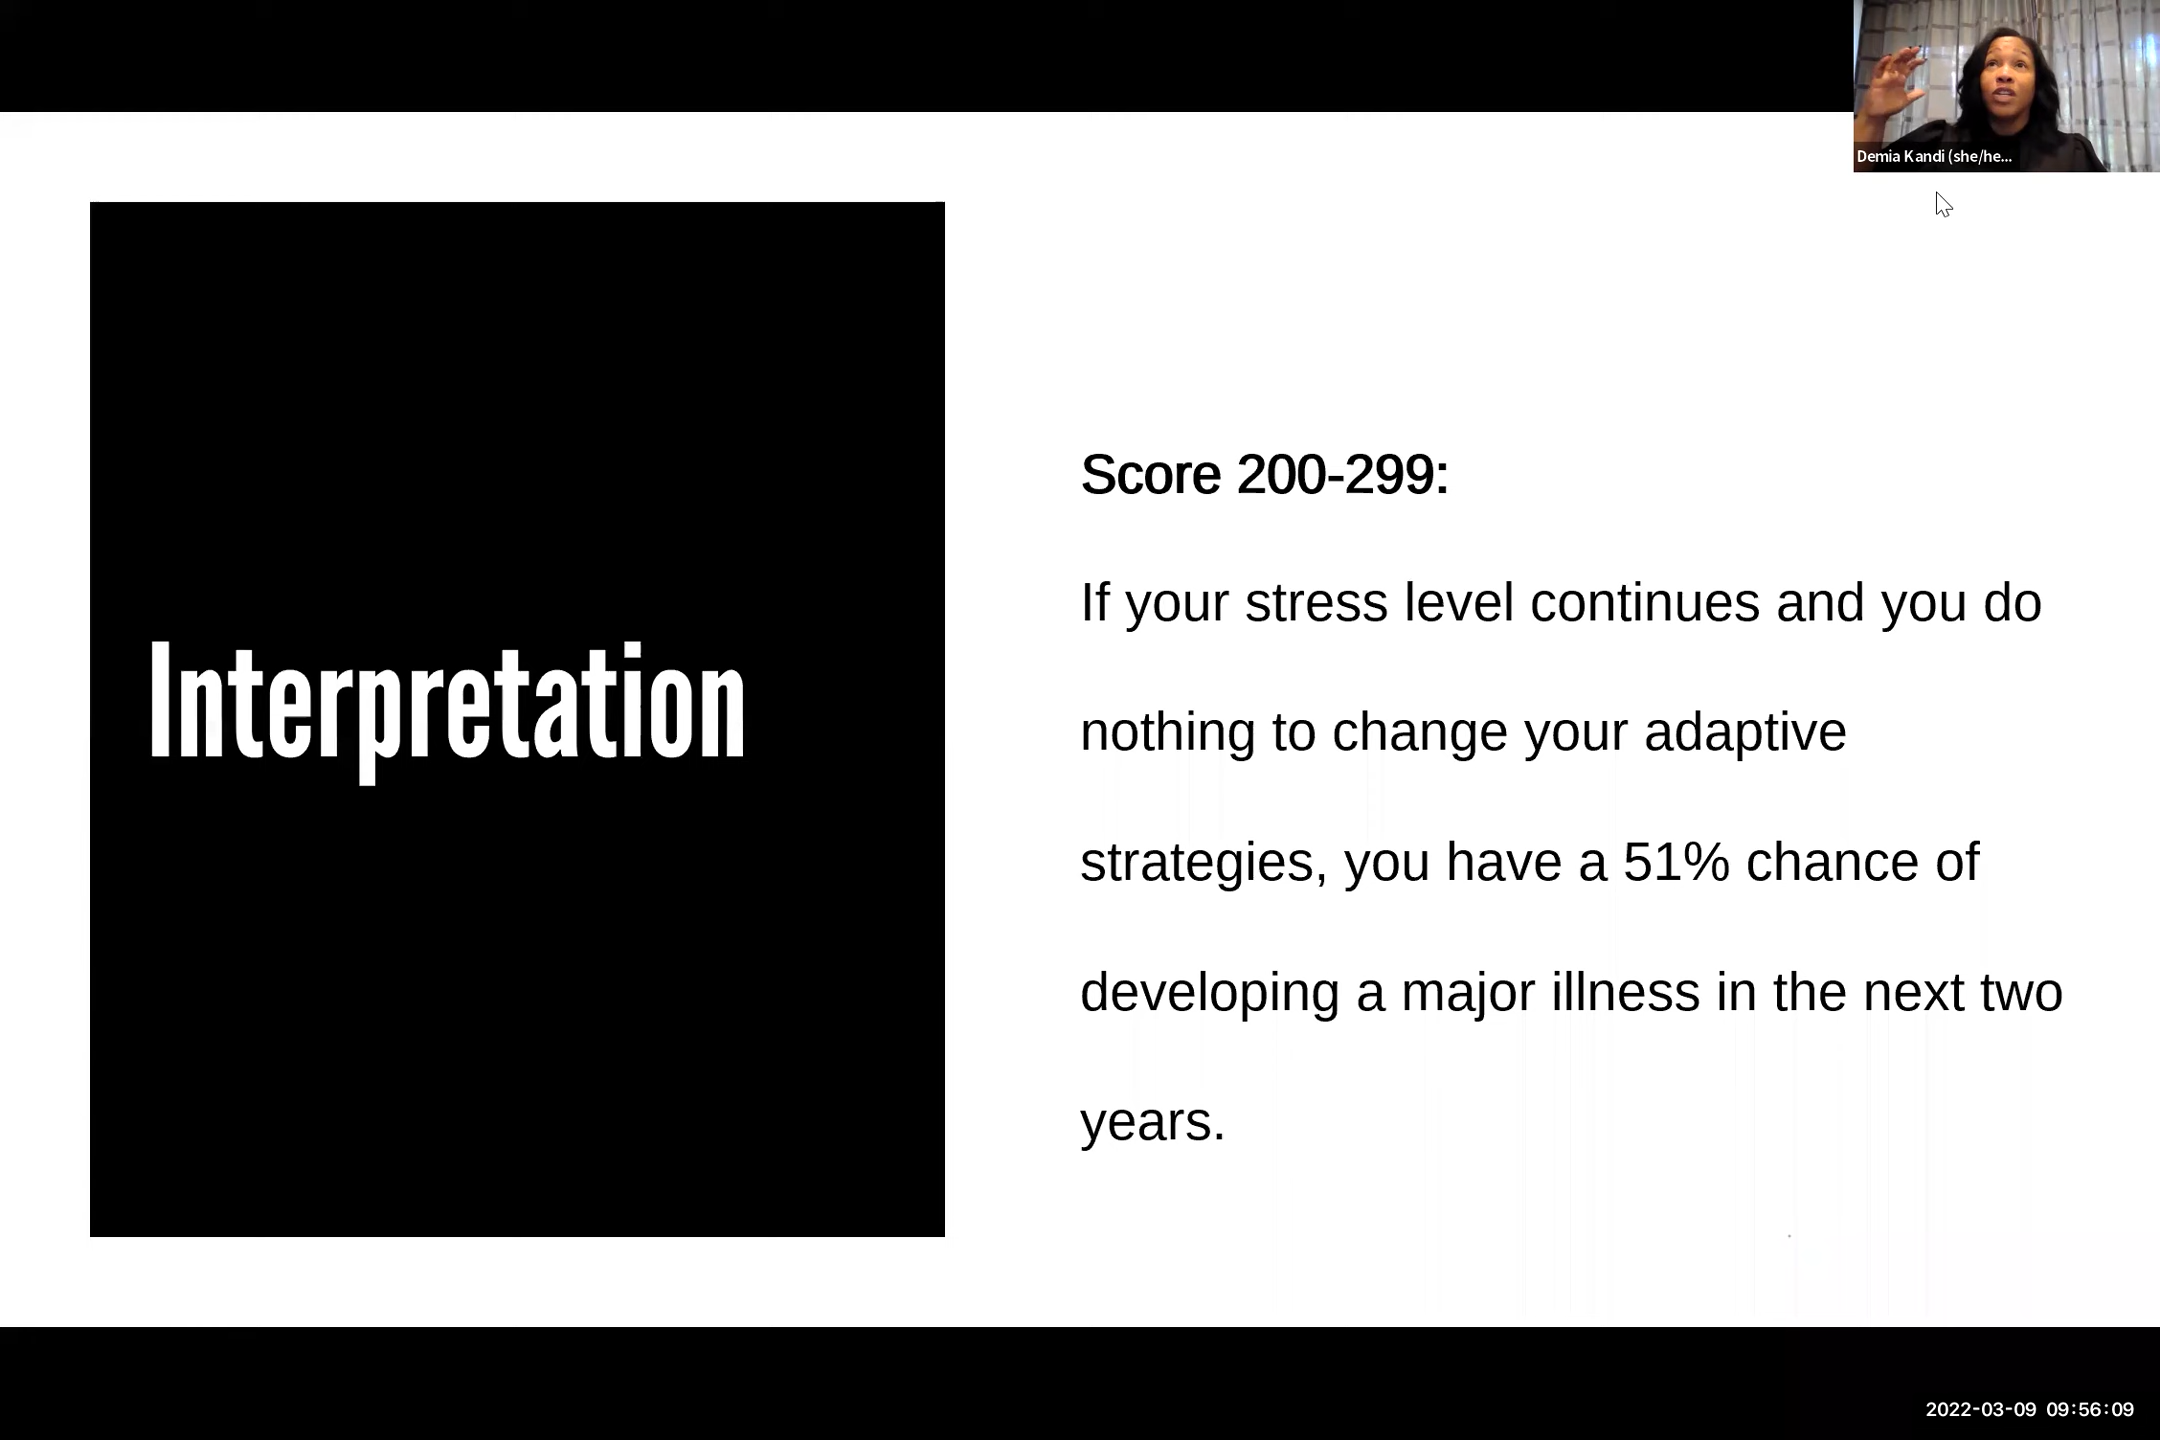 Demia Kandi (she/he...
Interpretation
Score 200-299:
If your stress level continues and you do
nothing to change your adaptive
strategies, you have a 51% chance of
developing a major illness in the next two
years.
2022-03-09 09:56:09